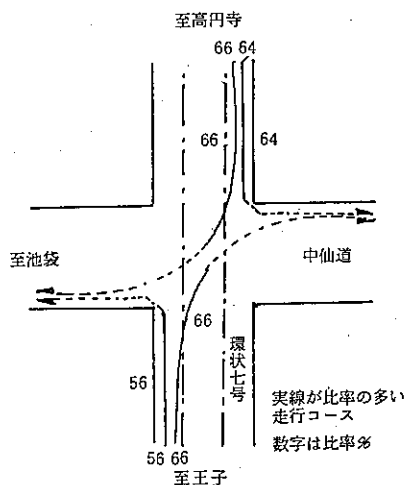 至高円寺
66 64
66 64
至池袋
中仙道
66
環状七号
56
56 66
至王子
実線が比率の多い
走行コース
数字は比率%